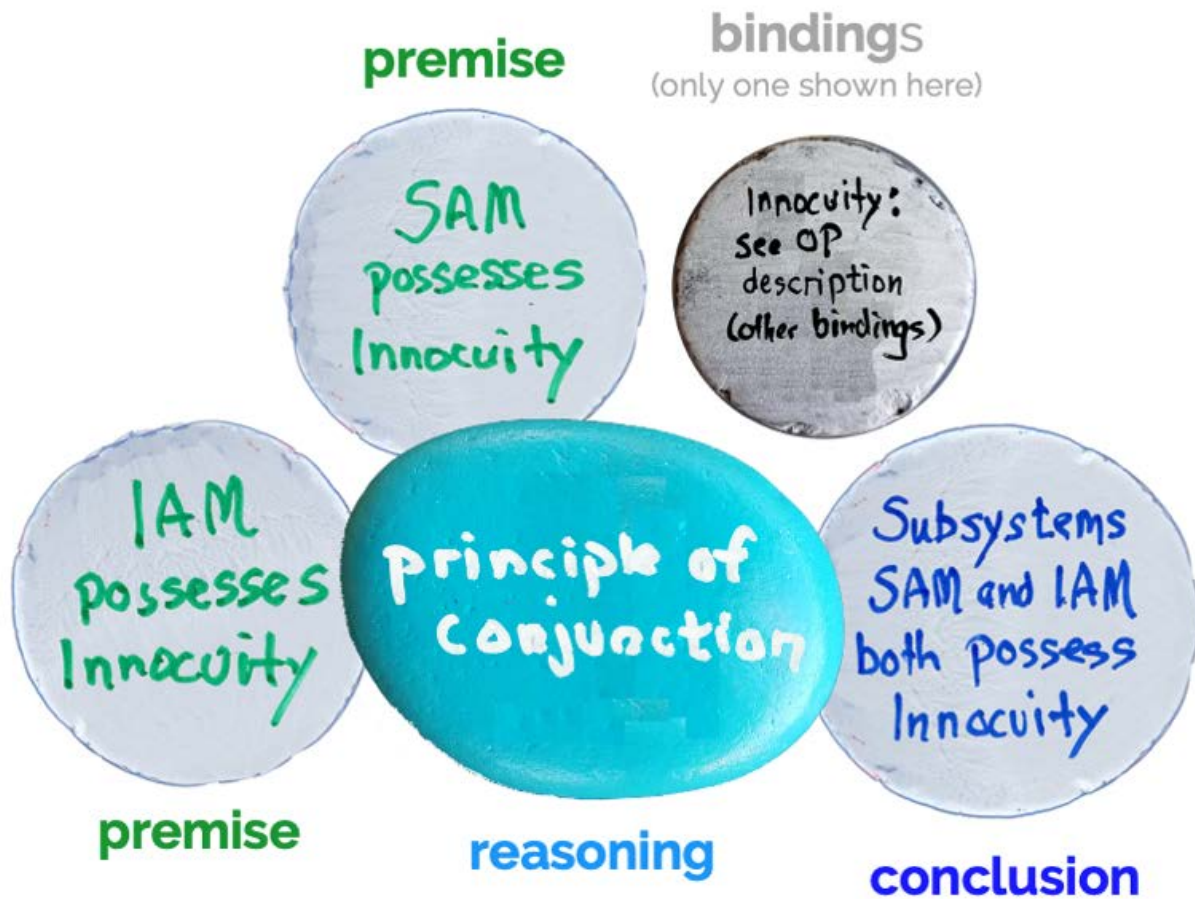 premise
bindings
(only one shown here)
SAM
possesses
Innocuity
Innocuity:
see OP
description
(other bindings)
IAM
possesses
Innocuity
principle of
conjunction
Subsystems
SAM and IAM
both possess
Innocuity
premise
reasoning
conclusion